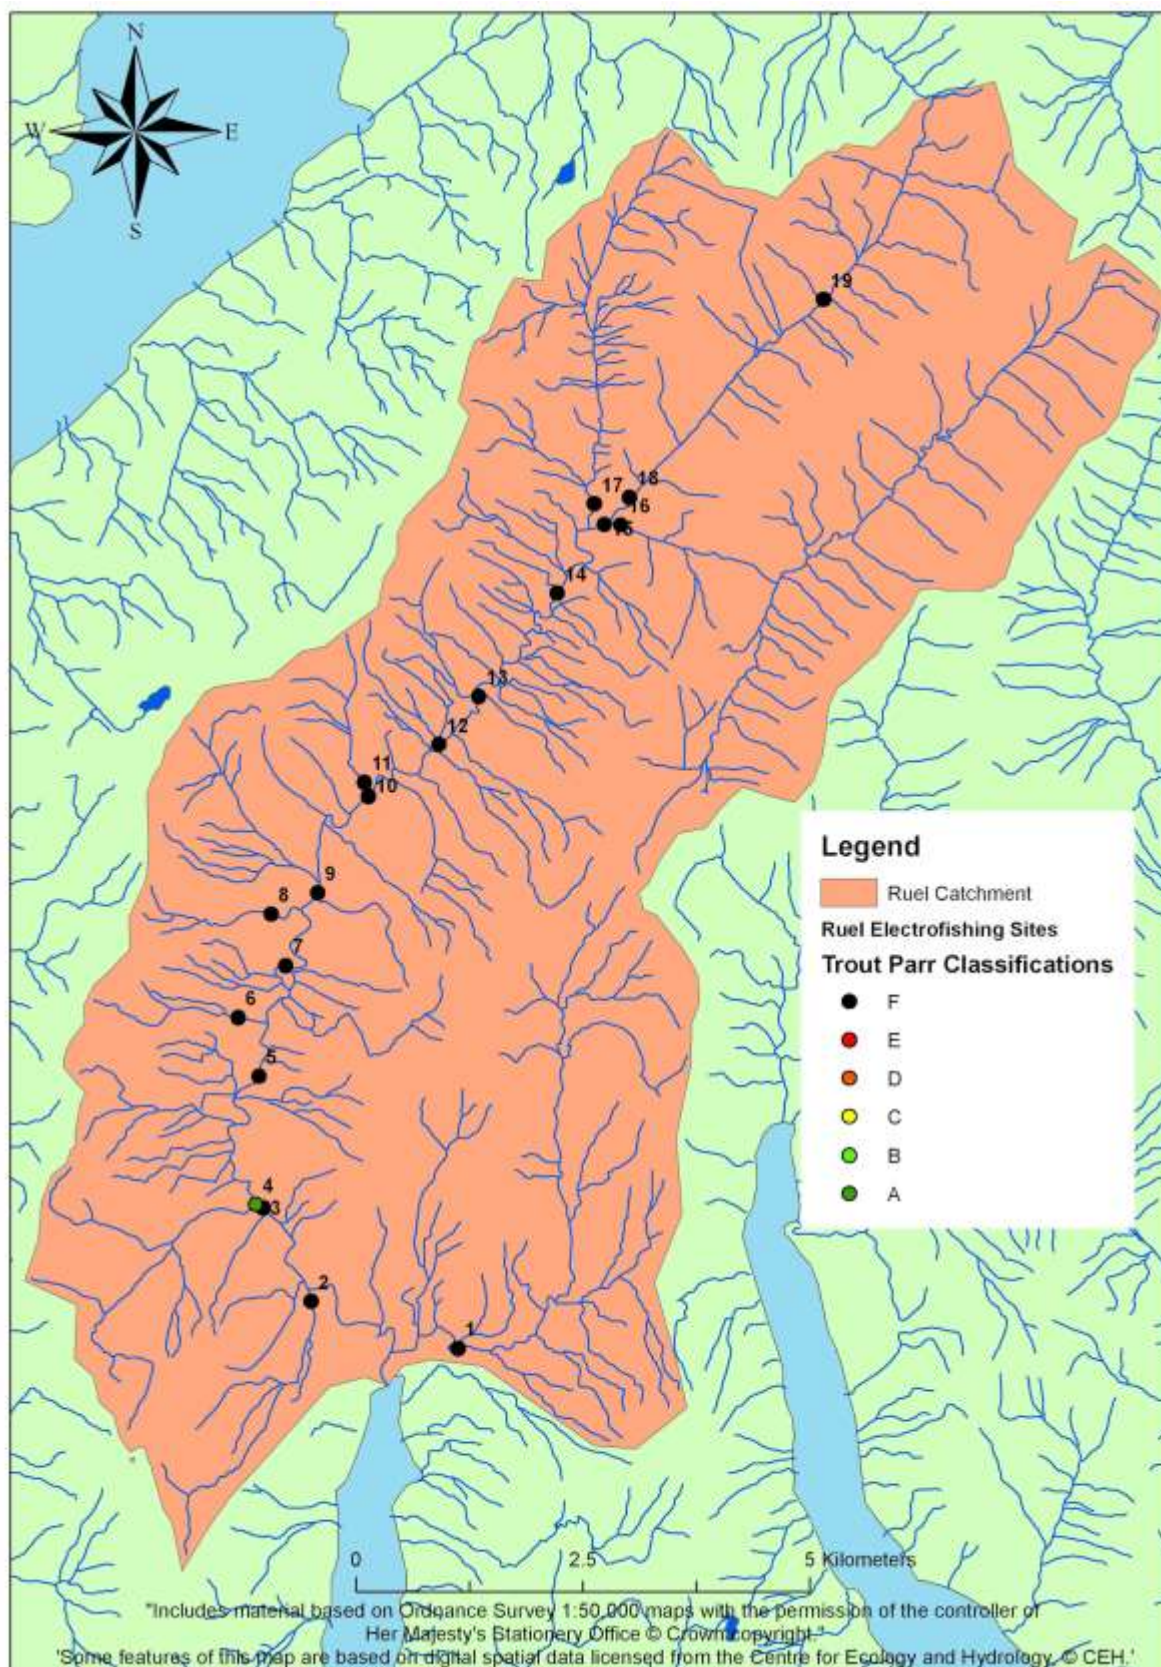 N
W E
S
19
18
17
16
15
14
13
12
11
10
9
8
7
6
5
4
3
2
1
Legend
Ruel Catchment
Ruel Electrofishing Sites
Trout Parr Classifications
F
E
D
C
B
A
0 2.5 5 Kilometers
"Includes material based on Ordnance Survey 1:50,000 maps with the permission of the controller of
Her Majesty's Stationery Office © Crown copyright."
'Some features of this map are based on digital spatial data licensed from the Centre for Ecology and Hydrology, © CEH.'